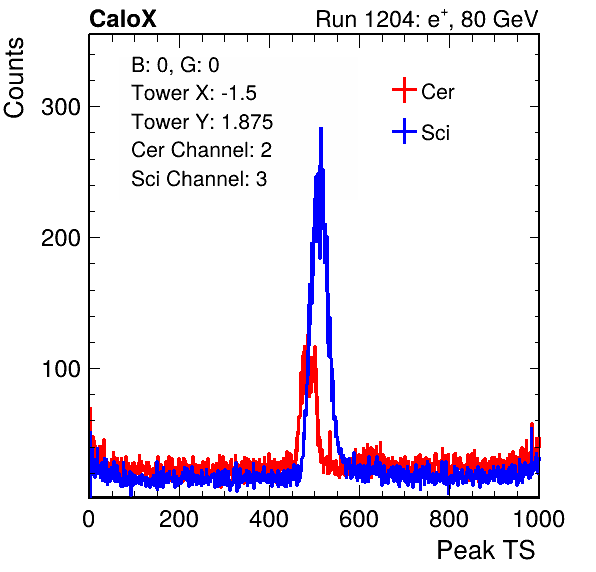 CaloX Run 1204: e⁺, 80 GeV
Counts
B: 0, G: 0
Tower X: -1.5
Tower Y: 1.875
Cer Channel: 2
Sci Channel: 3
Cer
Sci
300
200
100
0 200 400 600 800 1000
Peak TS